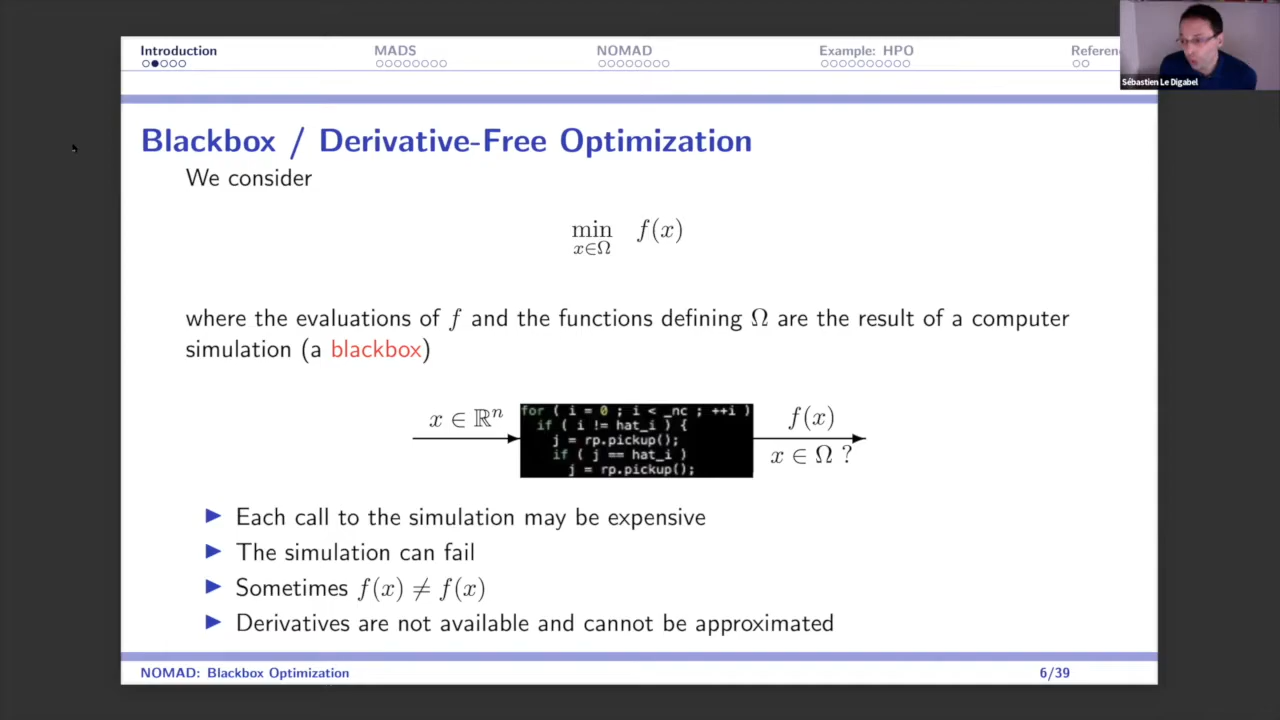 Introduction MADS NOMAD Example: HPO Referen
Sébastien Le Digabel
Blackbox / Derivative-Free Optimization
We consider
min f(x)
x∈Ω
where the evaluations of f and the functions defining Ω are the result of a computer
simulation (a blackbox)
x ∈ ℝⁿ
for ( i = 0 ; i < _nc ; ++i )
if ( i != hat_i ) {
j = rp.pickup();
if ( j == hat_i )
j = rp.pickup();
f(x)
x ∈ Ω ?
Each call to the simulation may be expensive
The simulation can fail
Sometimes f(x) ≠ f(x)
Derivatives are not available and cannot be approximated
NOMAD: Blackbox Optimization 6/39